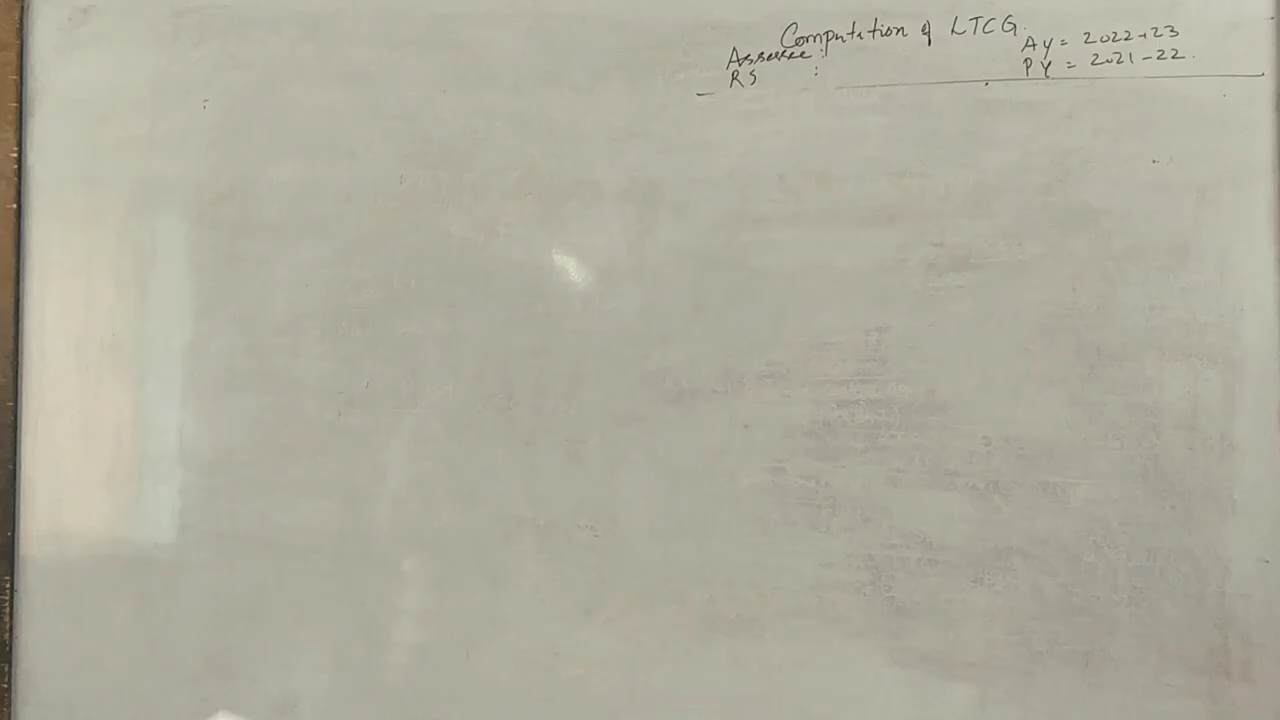 Computation of LTCG.
Assessee : AY = 2022-23
RS : PY = 2021-22.